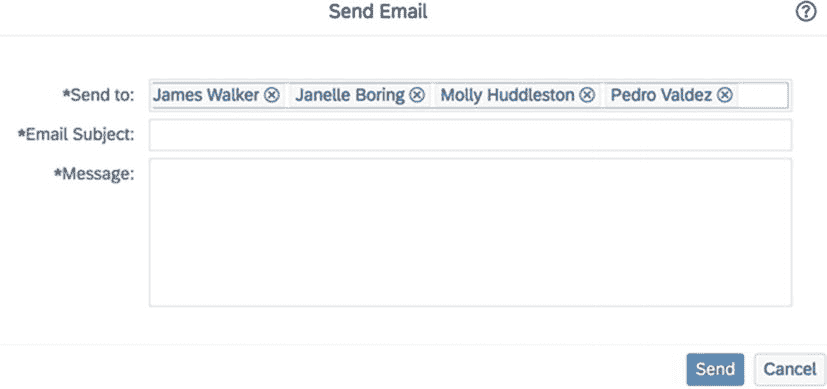 Send Email
*Send to: James Walker Janelle Boring Molly Huddleston Pedro Valdez
*Email Subject:
*Message:
Send Cancel